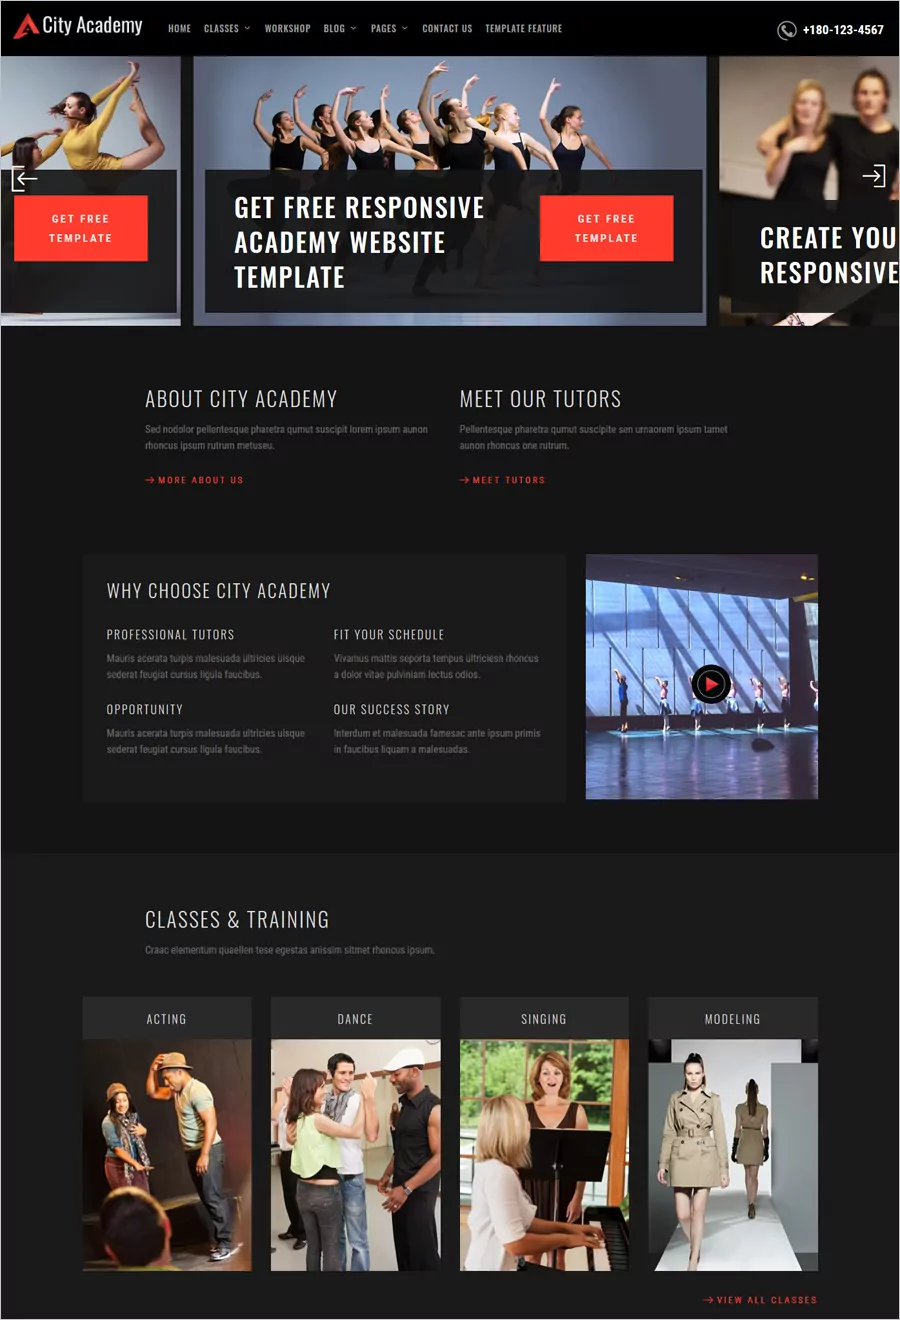 City Academy
HOME CLASSES WORKSHOP BLOG PAGES CONTACT US TEMPLATE FEATURE
+180-123-4567
GET FREE
TEMPLATE
GET FREE RESPONSIVE
ACADEMY WEBSITE
TEMPLATE
GET FREE
TEMPLATE
CREATE YOU
RESPONSIVE
ABOUT CITY ACADEMY
Sed nodolor pellentesque pharetra qumut suscipit lorem ipsum aunon
rhoncus ipsum rutrum metuseu.
MORE ABOUT US
MEET OUR TUTORS
Pellentesque pharetra qumut suscipite sen urnaorem ipsum tamet
aunon rhoncus one rutrum.
MEET TUTORS
WHY CHOOSE CITY ACADEMY
PROFESSIONAL TUTORS
Mauris acerata turpis malesuada ultricies uisque
sederat feugiat cursus ligula faucibus.
FIT YOUR SCHEDULE
Vivamus mattis seporta tempus ultriciesn rhoncus
a dolor vitae pulviniam lectus odios.
OPPORTUNITY
Mauris acerata turpis malesuada ultricies uisque
sederat feugiat cursus ligula faucibus.
OUR SUCCESS STORY
Interdum et malesuada famesac ante ipsum primis
in faucibus liquam a malesuadas.
CLASSES & TRAINING
Craac elementum quaellen tese egestas anissim sitmet rhoncus ipsum.
ACTING
DANCE
SINGING
MODELING
VIEW ALL CLASSES